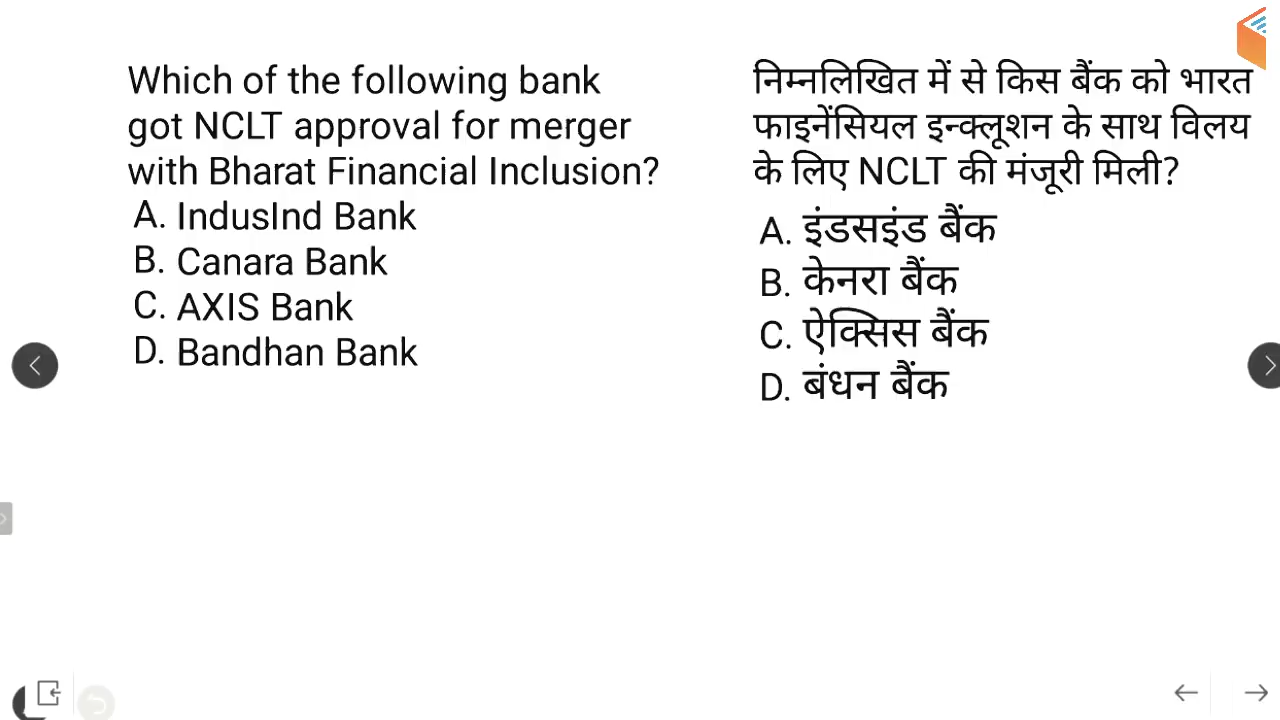 Which of the following bank
got NCLT approval for merger
with Bharat Financial Inclusion?
A. IndusInd Bank
B. Canara Bank
C. AXIS Bank
D. Bandhan Bank
निम्नलिखित में से किस बैंक को भारत
फाइनेंसियल इन्क्लूशन के साथ विलय
के लिए NCLT की मंजूरी मिली?
A. इंडसइंड बैंक
B. केनरा बैंक
C. ऐक्सिस बैंक
D. बंधन बैंक